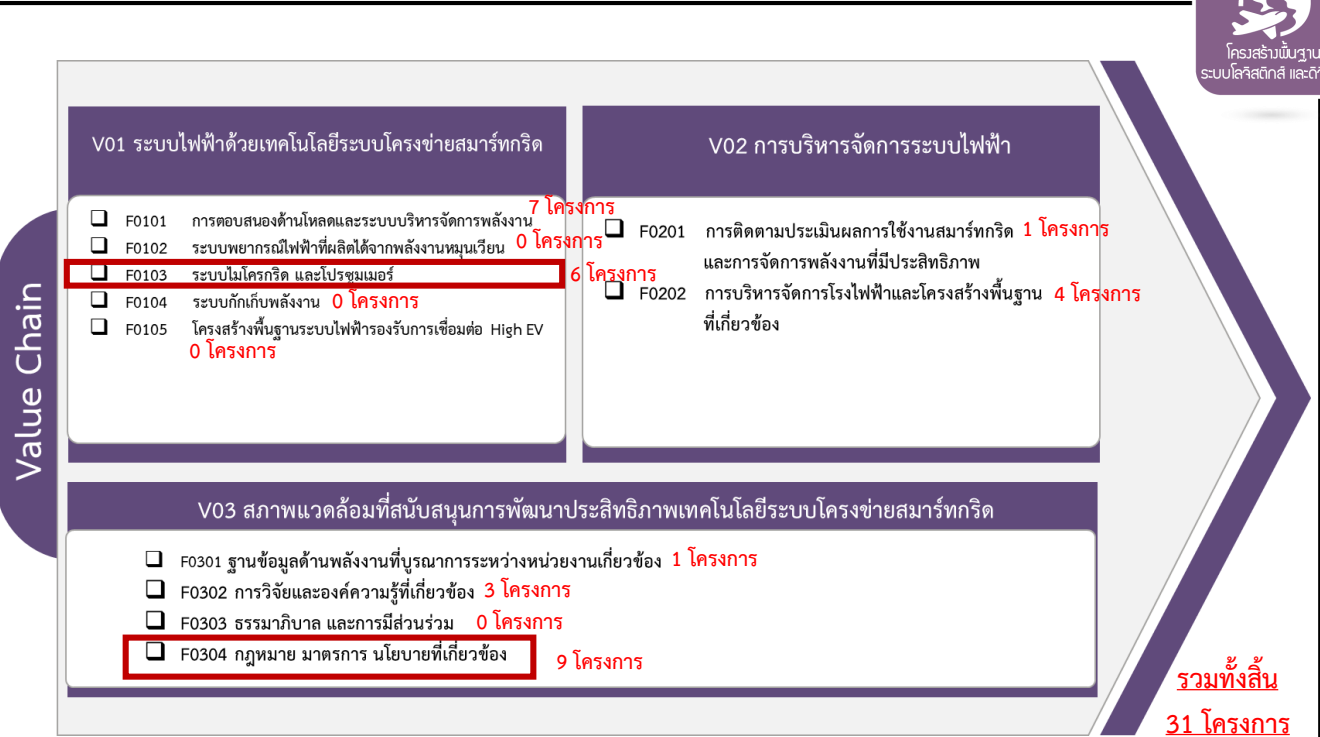 โครงสร้างพื้นฐาน
ระบบโลจิสติกส์ และดิจิ
Value Chain
V01 ระบบไฟฟ้าด้วยเทคโนโลยีระบบโครงข่ายสมาร์ทกริด
F0101 การตอบสนองด้านโหลดและระบบบริหารจัดการพลังงาน 7 โครงการ
F0102 ระบบพยากรณ์ไฟฟ้าที่ผลิตได้จากพลังงานหมุนเวียน 0 โครงการ
F0103 ระบบไมโครกริด และโปรซูมเมอร์ 6 โครงการ
F0104 ระบบกักเก็บพลังงาน 0 โครงการ
F0105 โครงสร้างพื้นฐานระบบไฟฟ้ารองรับการเชื่อมต่อ High EV
0 โครงการ
V02 การบริหารจัดการระบบไฟฟ้า
F0201 การติดตามประเมินผลการใช้งานสมาร์ทกริด 1 โครงการ
และการจัดการพลังงานที่มีประสิทธิภาพ
F0202 การบริหารจัดการโรงไฟฟ้าและโครงสร้างพื้นฐาน 4 โครงการ
ที่เกี่ยวข้อง
V03 สภาพแวดล้อมที่สนับสนุนการพัฒนาประสิทธิภาพเทคโนโลยีระบบโครงข่ายสมาร์ทกริด
F0301 ฐานข้อมูลด้านพลังงานที่บูรณาการระหว่างหน่วยงานเกี่ยวข้อง 1 โครงการ
F0302 การวิจัยและองค์ความรู้ที่เกี่ยวข้อง 3 โครงการ
F0303 ธรรมาภิบาล และการมีส่วนร่วม 0 โครงการ
F0304 กฎหมาย มาตรการ นโยบายที่เกี่ยวข้อง 9 โครงการ
รวมทั้งสิ้น
31 โครงการ